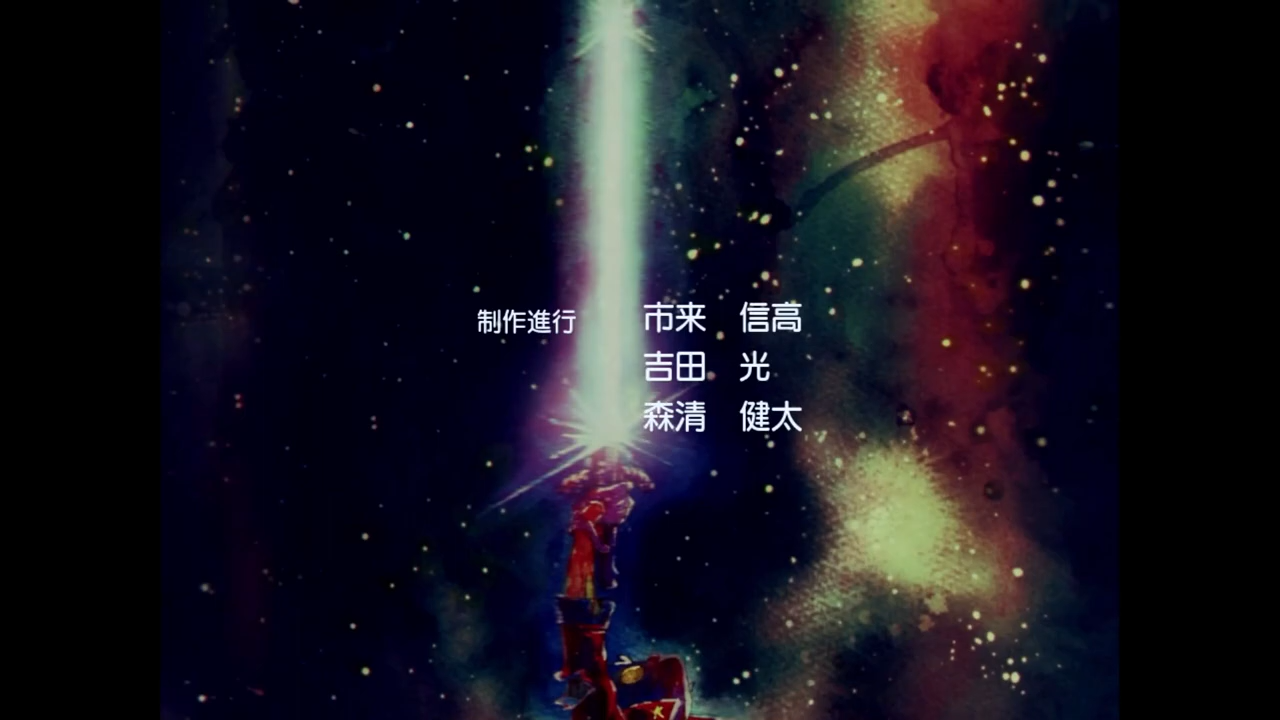 制作進行 市来 信高
吉田 光
森清 健太